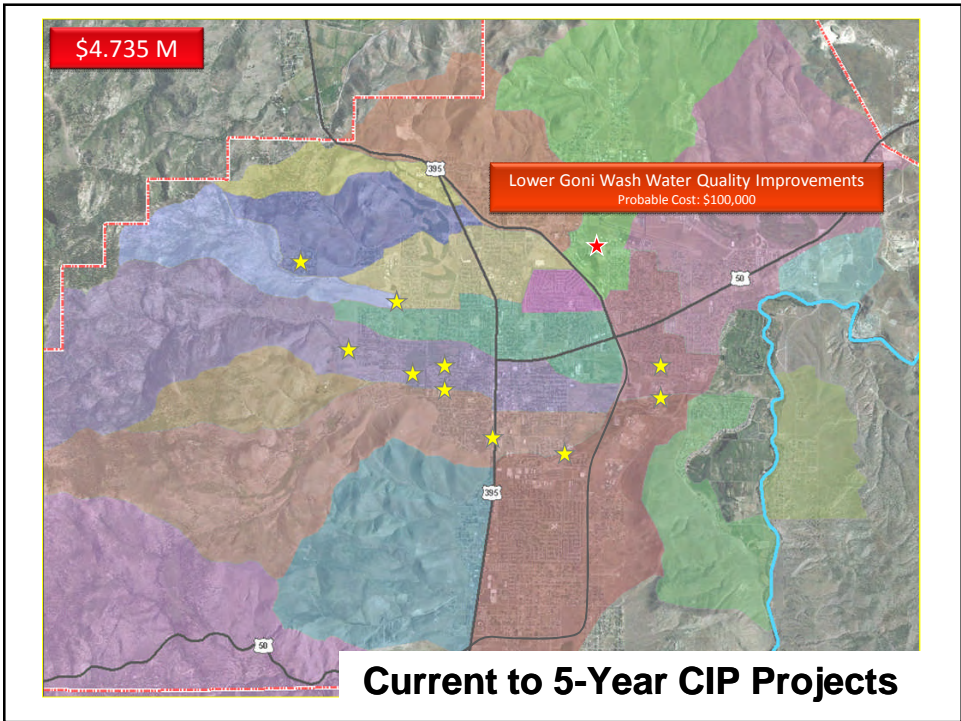 $4.735 M
395
Lower Goni Wash Water Quality Improvements
Probable Cost: $100,000
50
395
50
Current to 5-Year CIP Projects